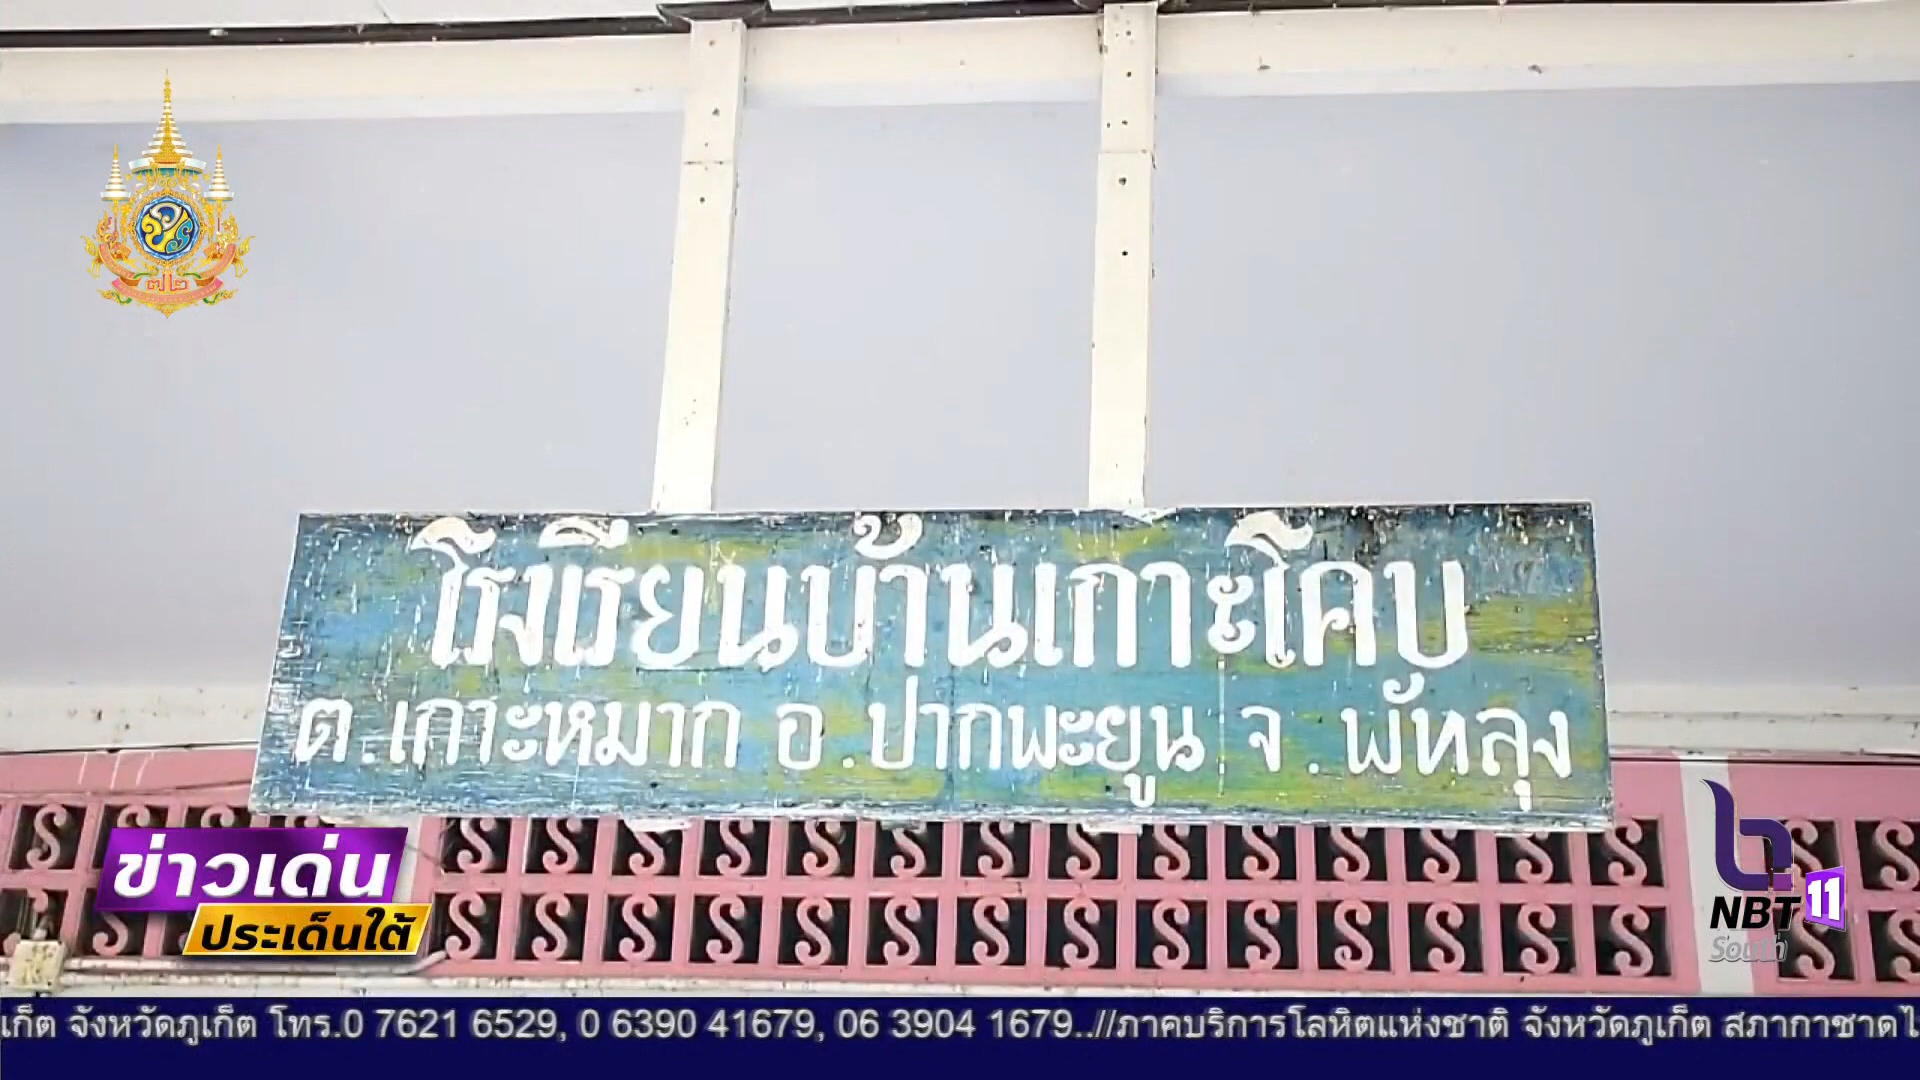 ๗๒
โรงเรียนบ้านเกาะโคบ
ต.เกาะหมาก อ.ปากพะยูน จ.พัทลุง
ข่าวเด่น
ประเด็นใต้
NBT 11
South
เก็ต จังหวัดภูเก็ต โทร.0 7621 6529, 0 6390 41679, 06 3904 1679..//ภาคบริการโลหิตแห่งชาติ จังหวัดภูเก็ต สภากาชาดไ